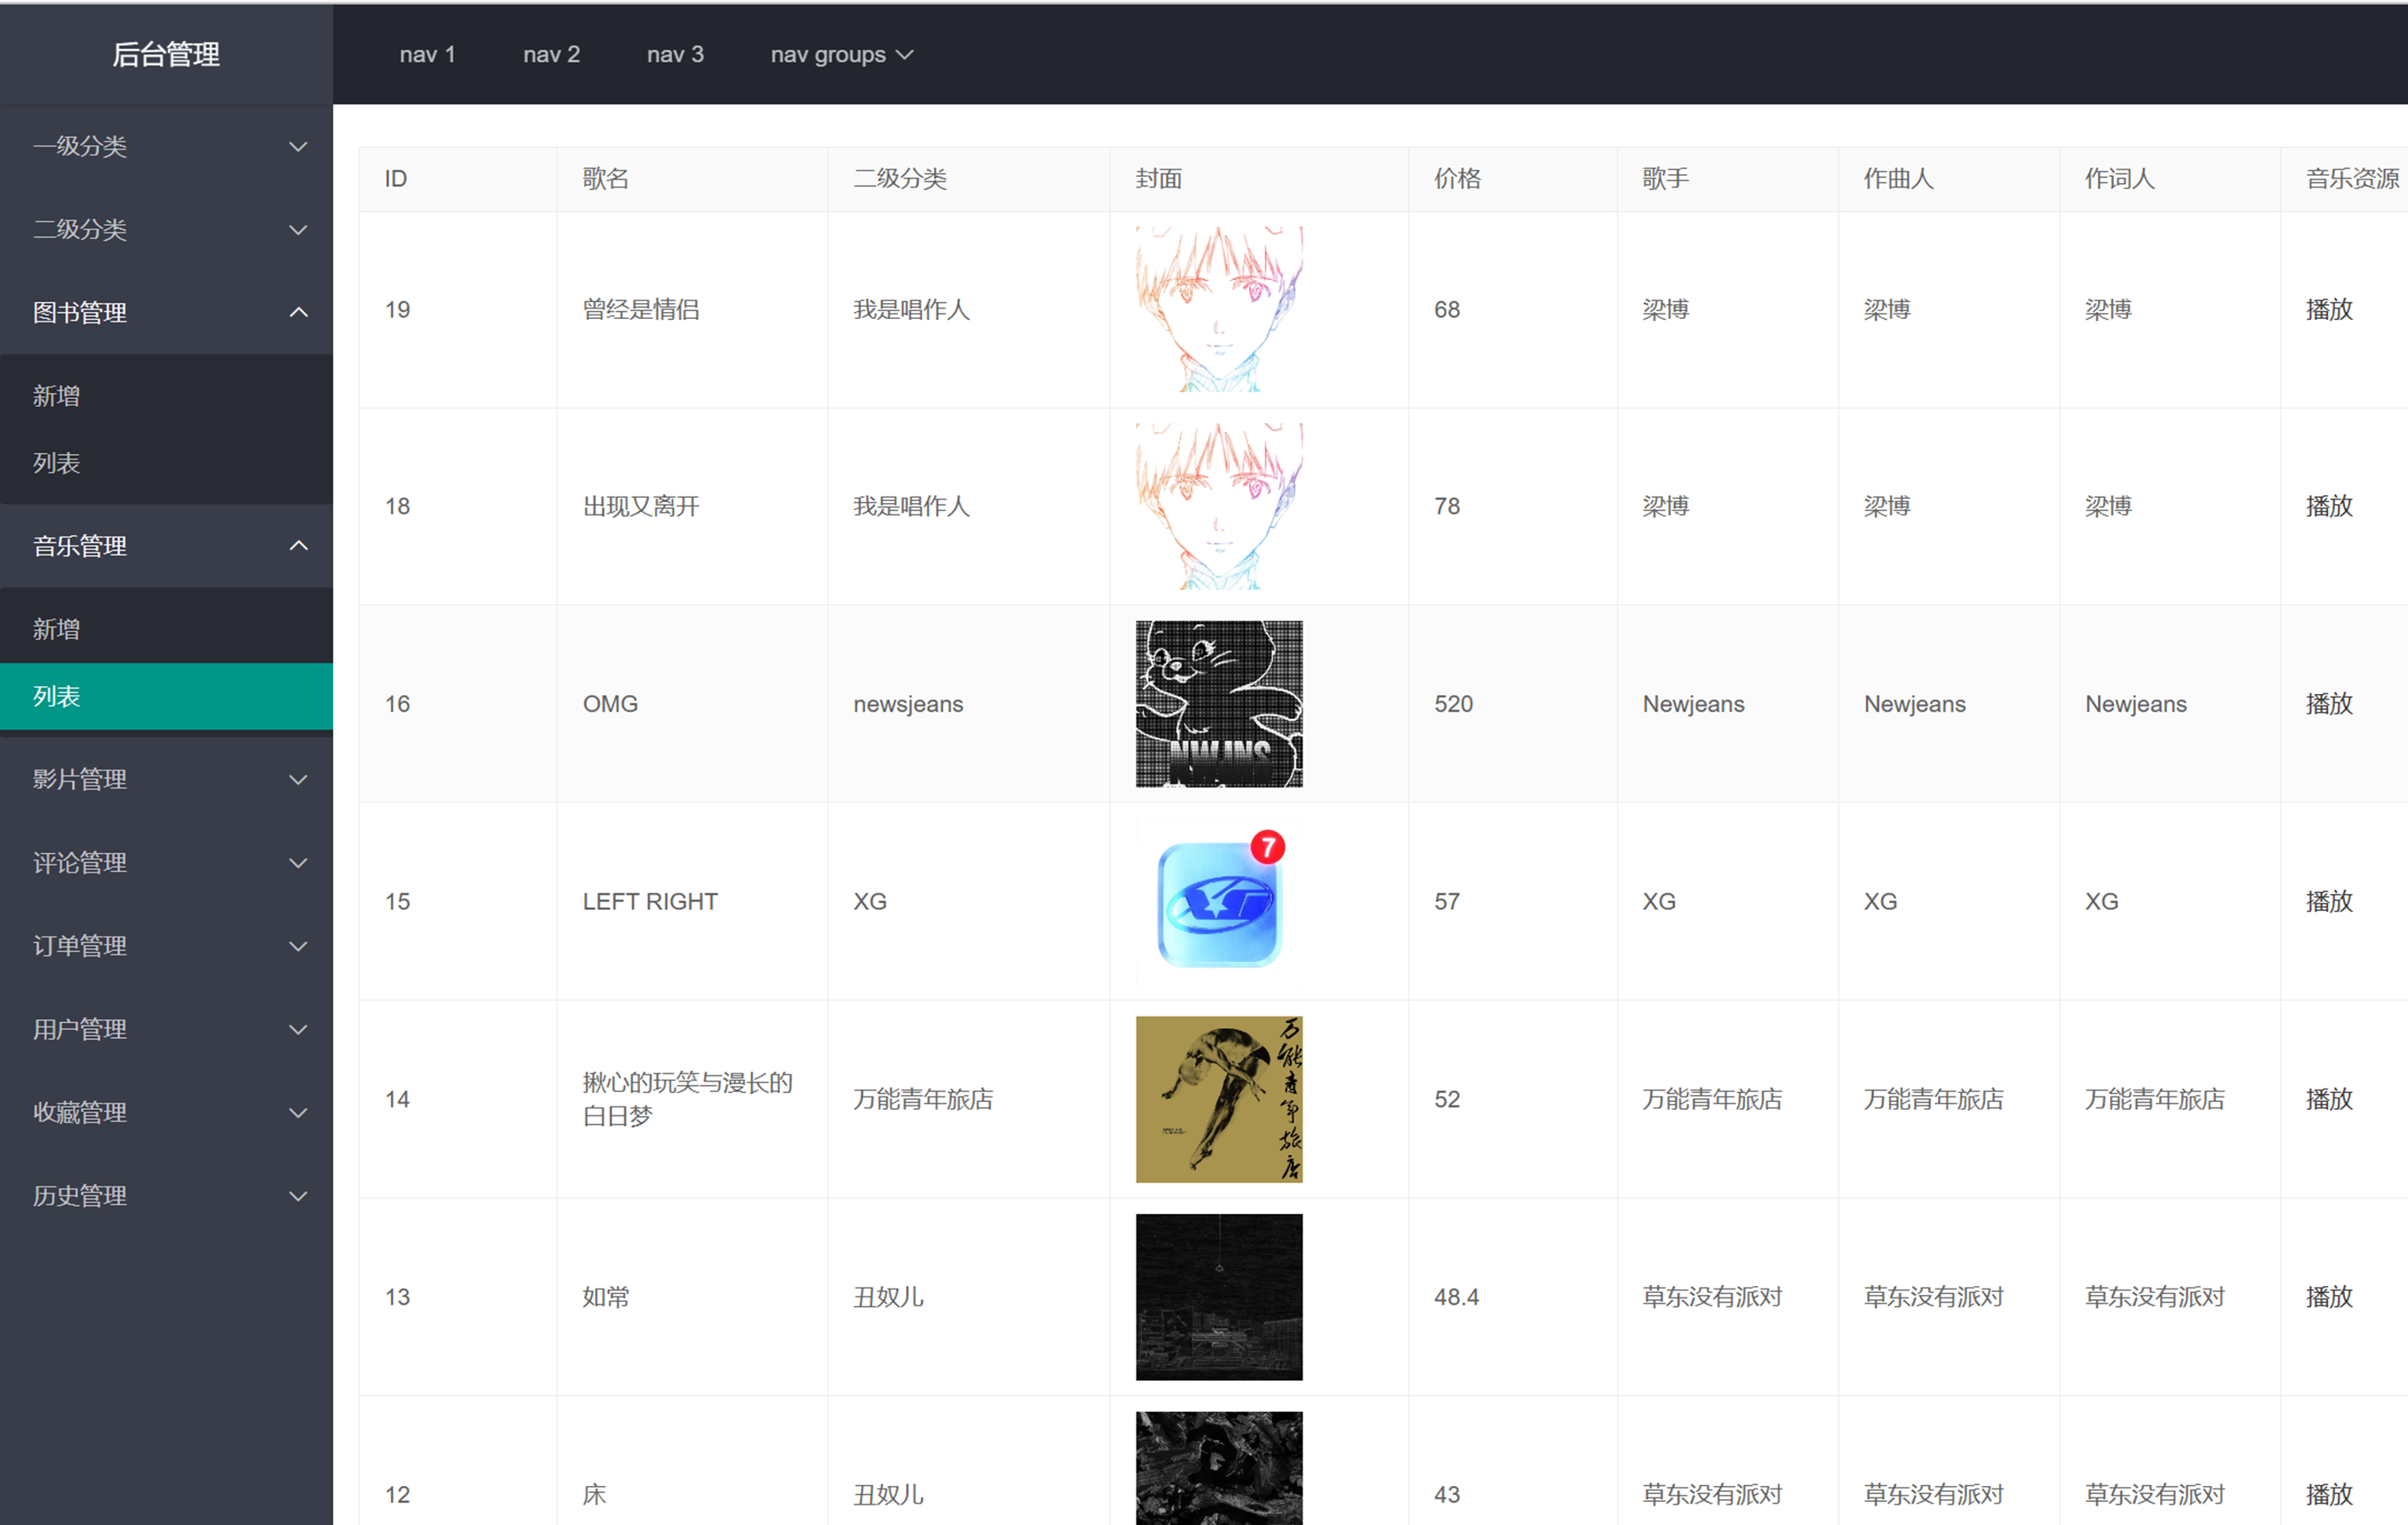 后台管理
nav 1
nav 2
nav 3
nav groups
一级分类
二级分类
图书管理
新增
列表
音乐管理
新增
列表
影片管理
评论管理
订单管理
用户管理
收藏管理
历史管理
ID 歌名 二级分类 封面 价格 歌手 作曲人 作词人 音乐资源
19 曾经是情侣 我是唱作人 68 梁博 梁博 梁博 播放
18 出现又离开 我是唱作人 78 梁博 梁博 梁博 播放
16 OMG newsjeans 520 Newjeans Newjeans Newjeans 播放
NWJNS
15 LEFT RIGHT XG 57 XG XG XG 播放
7
14 揪心的玩笑与漫长的
白日梦
万能青年旅店 52 万能青年旅店 万能青年旅店 万能青年旅店 播放
万能青年旅店
13 如常 丑奴儿 48.4 草东没有派对 草东没有派对 草东没有派对 播放
12 床 丑奴儿 43 草东没有派对 草东没有派对 草东没有派对 播放